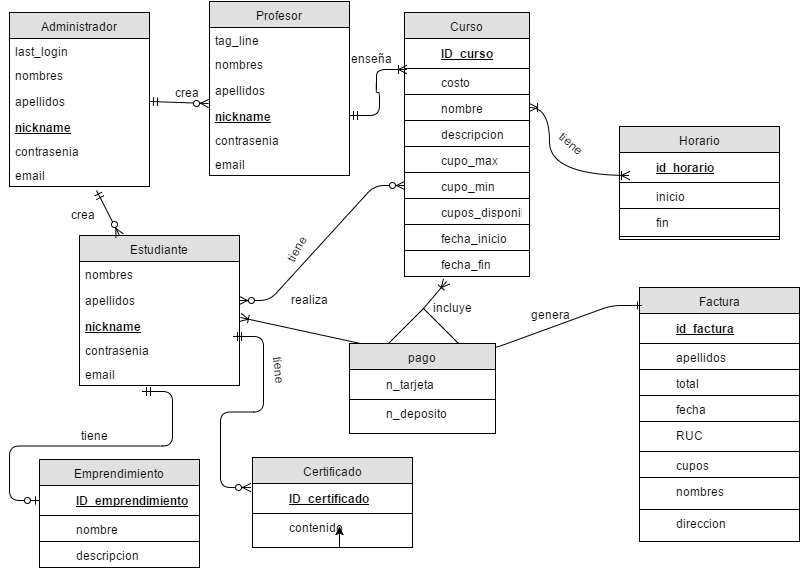 Administrador
last_login
nombres
apellidos
nickname
contrasenia
email
crea
Profesor
tag_line
nombres
apellidos
nickname
contrasenia
email
enseña
Curso
ID_curso
costo
nombre
descripcion
cupo_max
cupo_min
cupos_disponi
fecha_inicio
fecha_fin
tiene
Horario
id_horario
inicio
fin
crea
Estudiante
nombres
apellidos
nickname
contrasenia
email
tiene
realiza
incluye
genera
pago
n_tarjeta
n_deposito
Factura
id_factura
apellidos
total
fecha
RUC
cupos
nombres
direccion
tiene
tiene
Emprendimiento
ID_emprendimiento
nombre
descripcion
Certificado
ID_certificado
contenido